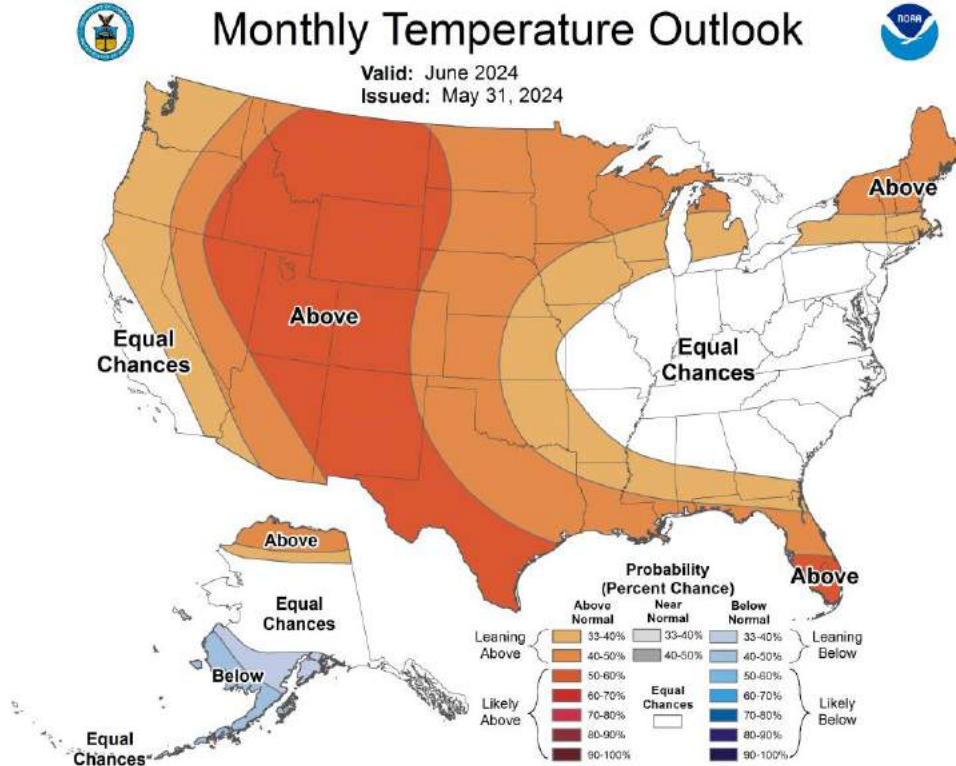 Monthly Temperature Outlook
NOAA
Valid: June 2024
Issued: May 31, 2024
Above
Equal
Chances
Above
Equal
Chances
Above
Equal
Chances
Below
Equal
Chances
Above
Probability
(Percent Chance)
Above
Normal
Near
Normal
Below
Normal
Leaning
Above
33-40%
33-40%
33-40%
Leaning
Below
40-50%
40-50%
40-50%
Likely
Above
50-60%
50-60%
60-70%
Equal
Chances
60-70%
70-80%
70-80%
80-90%
80-90%
90-100%
90-100%
Likely
Below